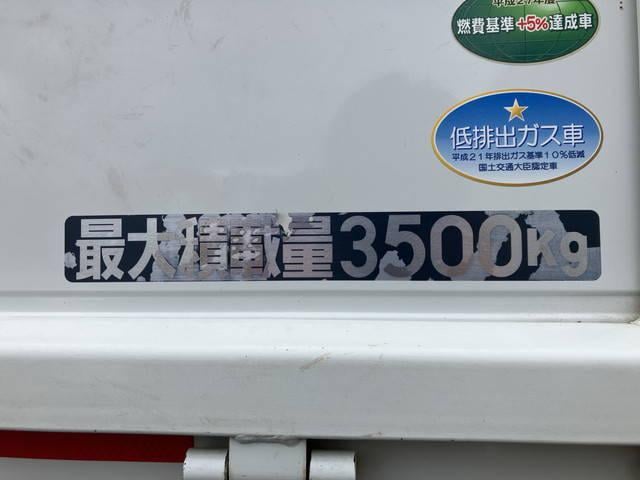 平成27年度
燃費基準+5%達成車
低排出ガス車
平成21年排出ガス基準10%低減
国土交通大臣認定車
最大積載量3500Kg